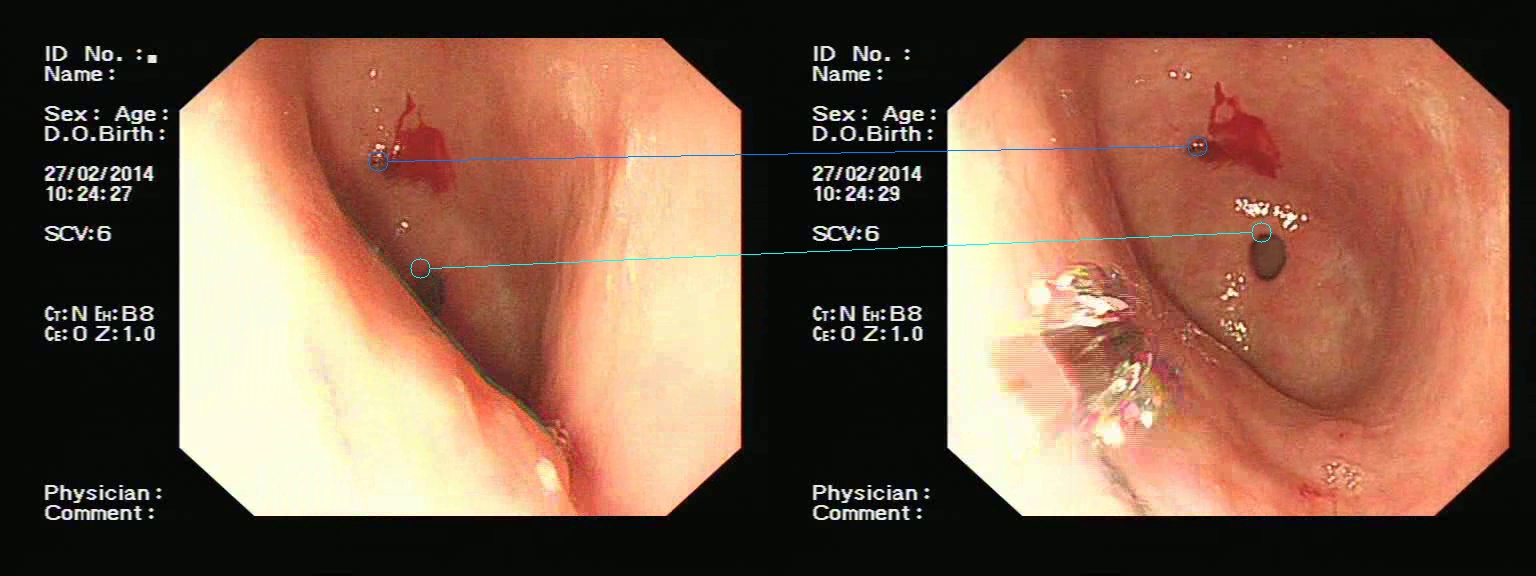 ID No. :
Name:
Sex: Age:
D.O.Birth:
27/02/2014
10:24:27
SCV:6
CT:N EH:B8
CE:0 Z:1.0
Physician:
Comment:
ID No. :
Name:
Sex: Age:
D.O.Birth:
27/02/2014
10:24:29
SCV:6
CT:N EH:B8
CE:0 Z:1.0
Physician:
Comment: